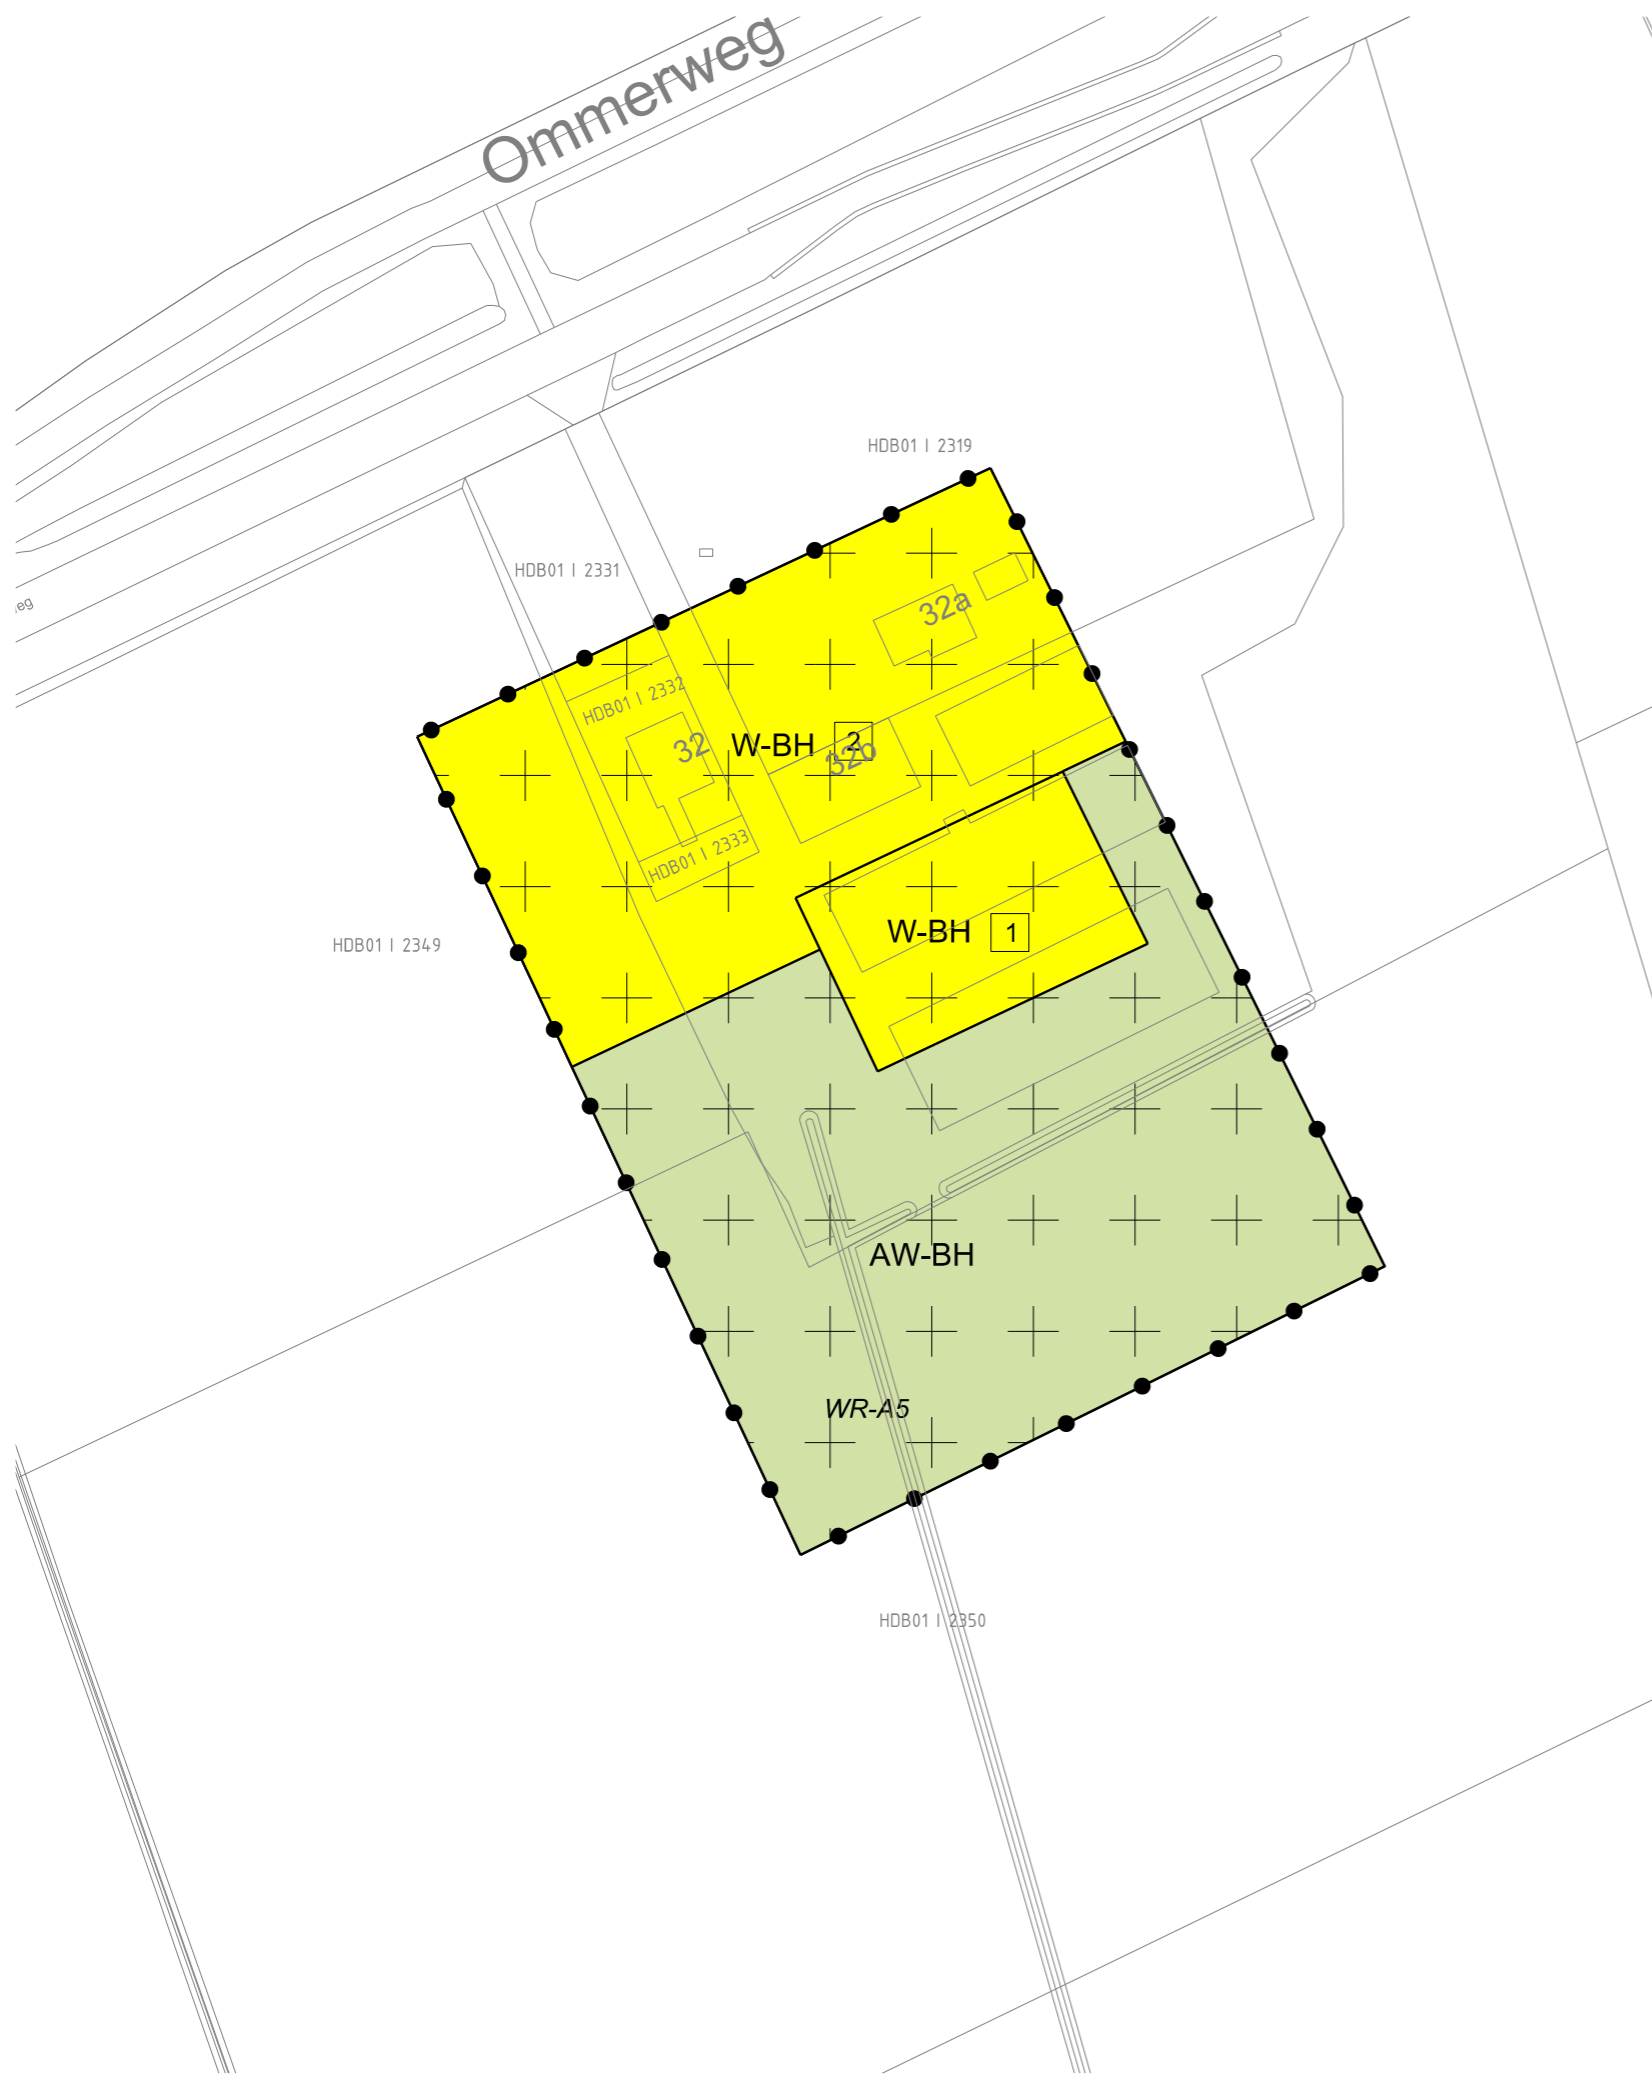 Ommerweg
HDB01 I 2319
HDB01 I 2331
eg
32a
HDB01 I 2332
32
W-BH 2
32b
HDB01 I 2333
W-BH 1
HDB01 I 2349
AW-BH
WR-A5
HDB01 I 2350